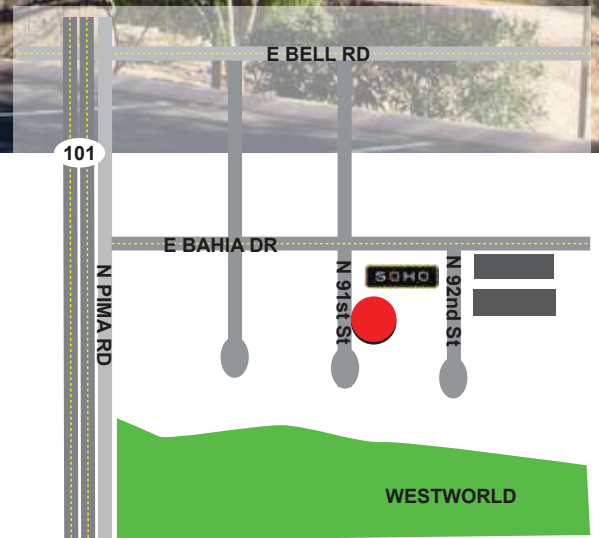 E BELL RD
101
E BAHIA DR
N PIMA RD
N 91st St
SOHO
N 92nd St
WESTWORLD